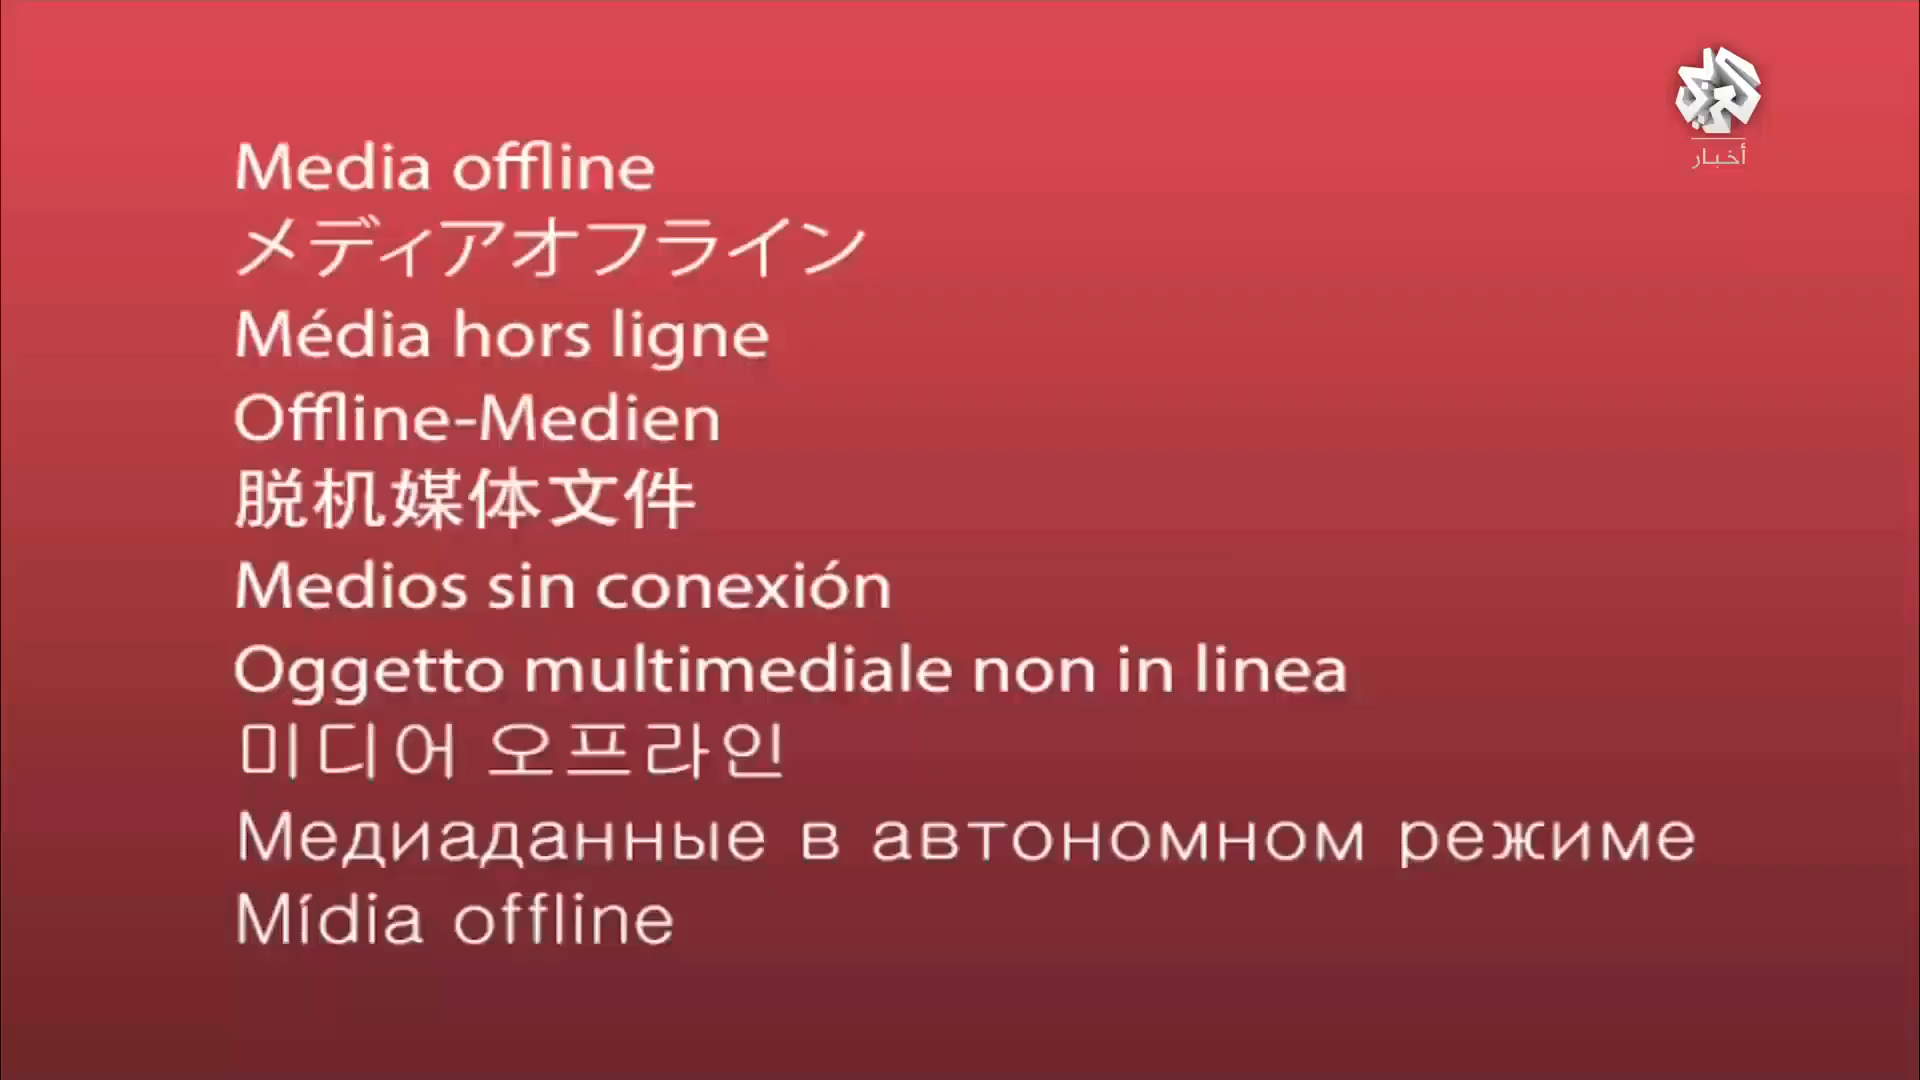 Media offline
メディアオフライン
Média hors ligne
Offline-Medien
脱机媒体文件
Medios sin conexión
Oggetto multimediale non in linea
미디어 오프라인
Медиаданные в автономном режиме
Mídia offline
العربي
أخبار